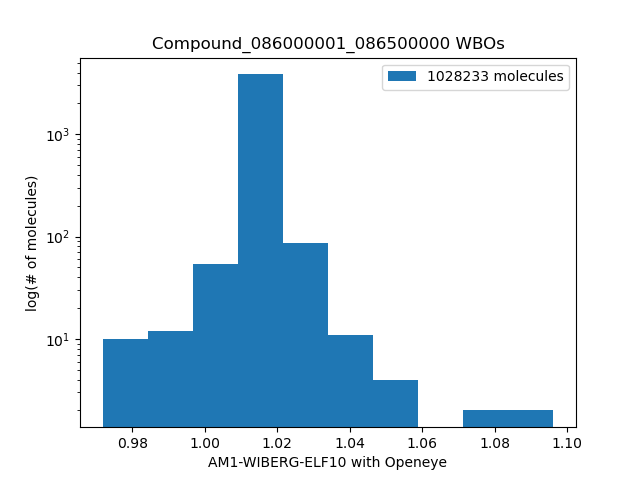 Compound_086000001_086500000 WBOs
1028233 molecules
log(# of molecules)
10³
10²
10¹
0.98 1.00 1.02 1.04 1.06 1.08 1.10
AM1-WIBERG-ELF10 with Openeye